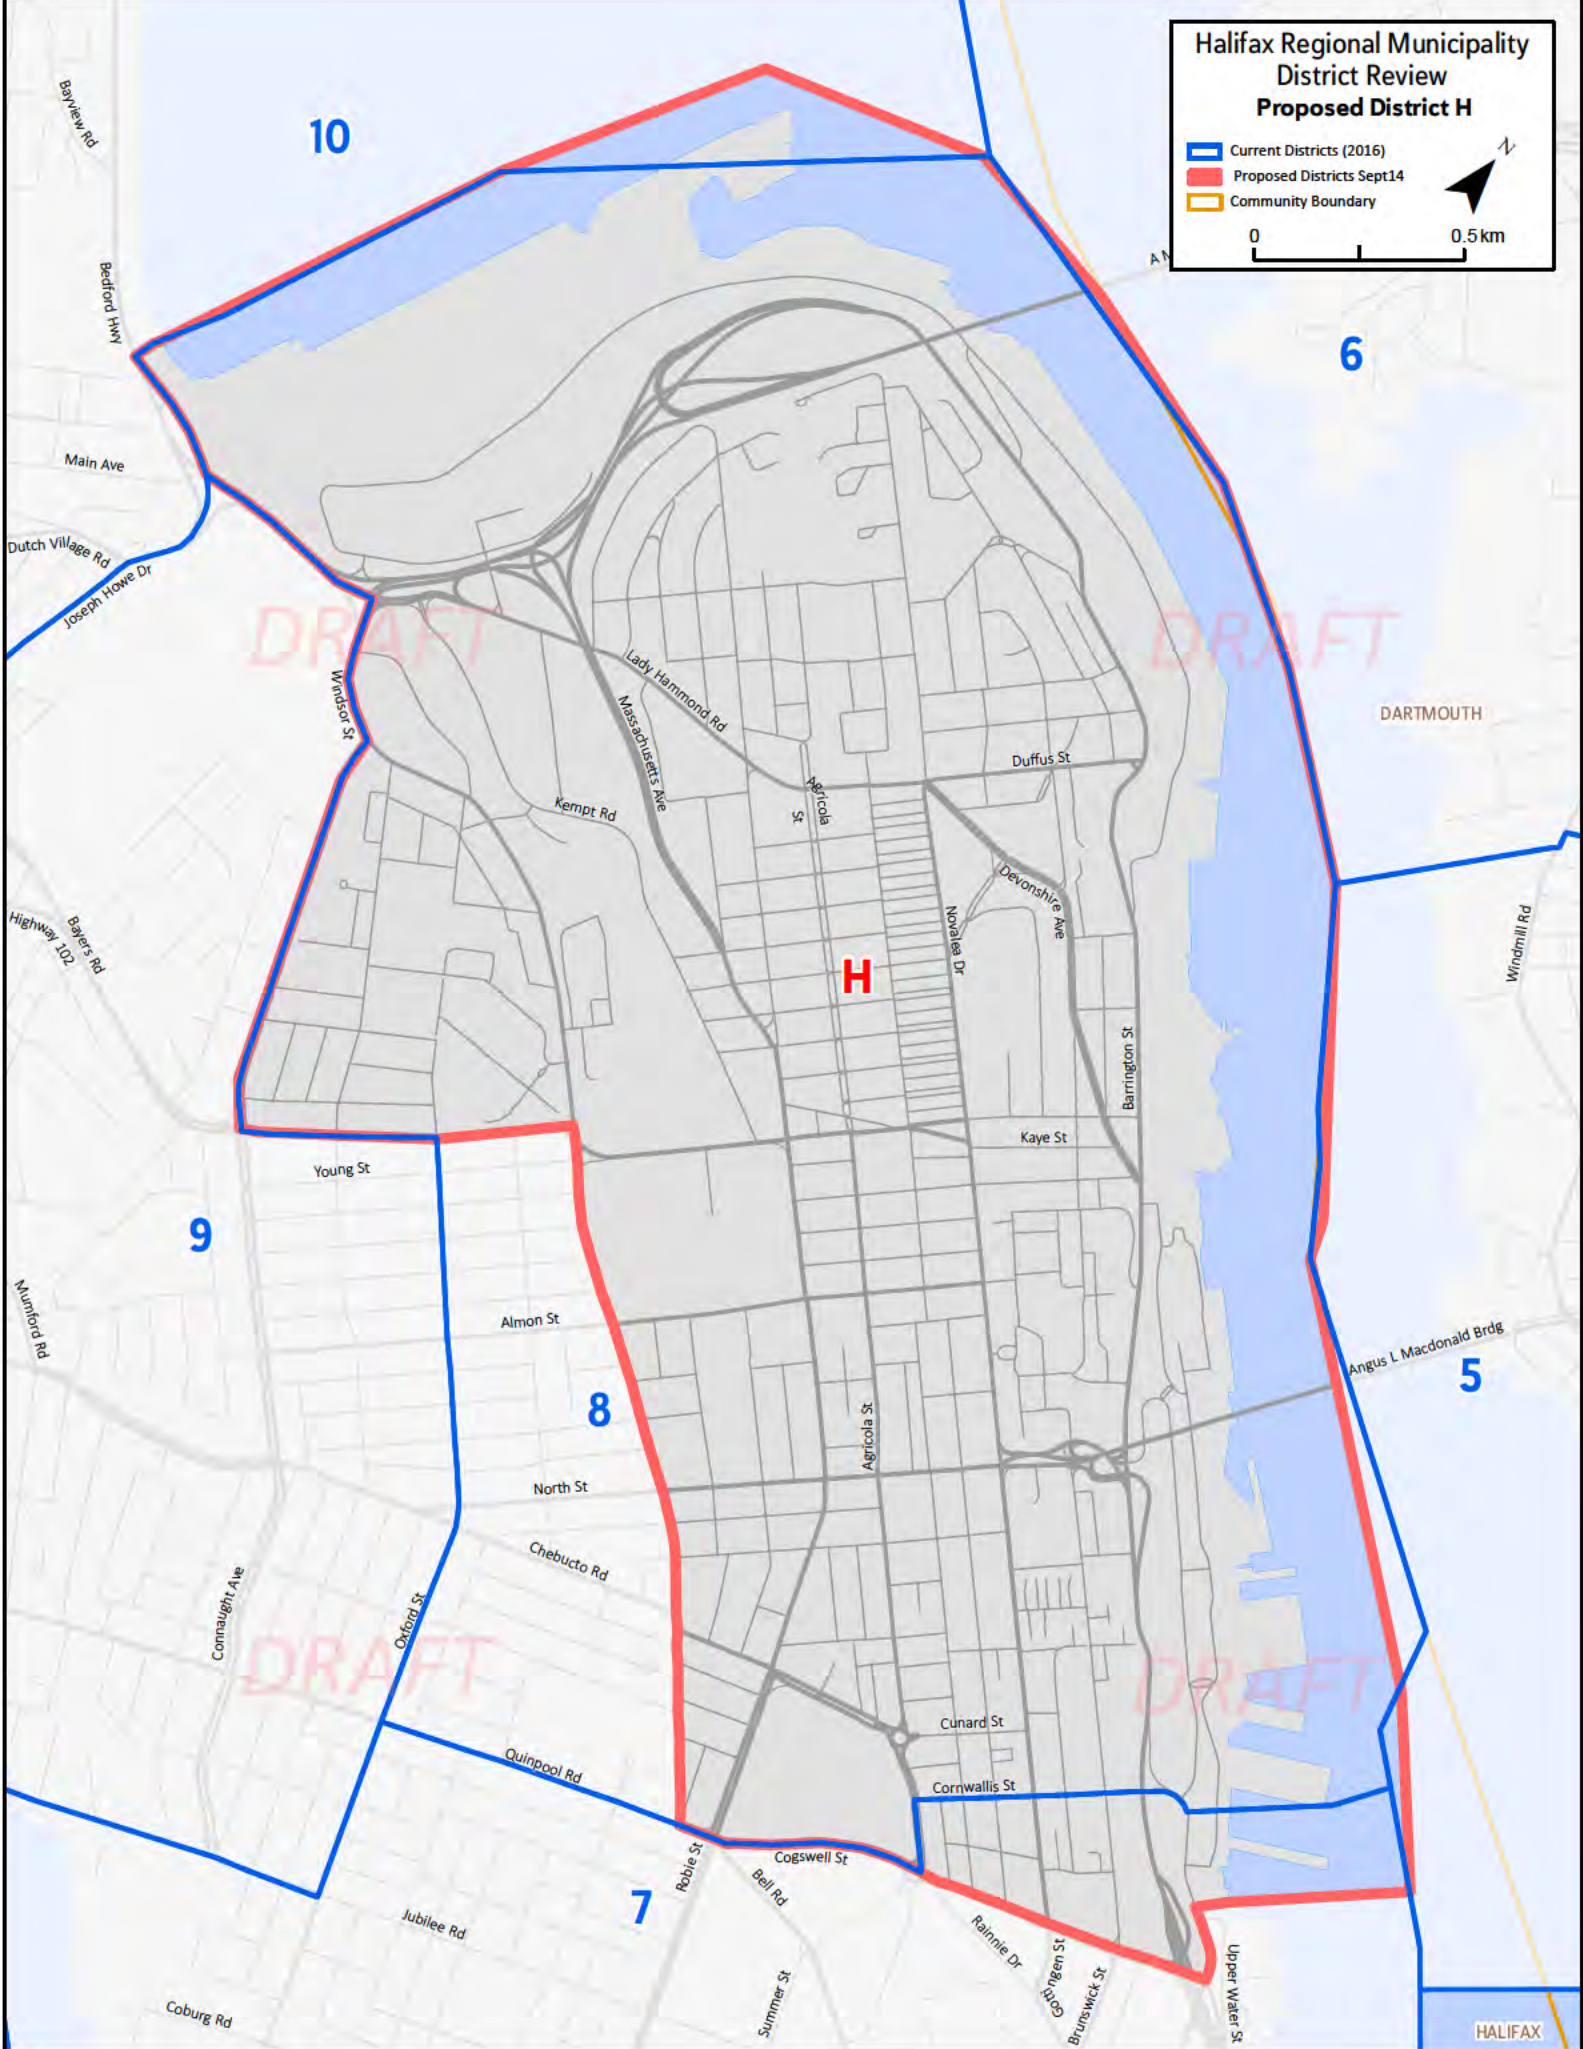 Halifax Regional Municipality
District Review
Proposed District H
Current Districts (2016)
Proposed Districts Sept14
Community Boundary
N
0
0.5 km
10
Bayview Rd
Bedford Hwy
A M
6
Main Ave
Dutch Village Rd
Joseph Howe Dr
DRAFT
DRAFT
Windsor St
Lady Hammond Rd
Massachusetts Ave
DARTMOUTH
Duffus St
Kempt Rd
Agricola
St
Devonshire Ave
Novalea Dr
Highway 102
Bayers Rd
Windmill Rd
H
Barrington St
Kaye St
Young St
9
Mumford Rd
Almon St
Angus L Macdonald Brdg
5
8
Agricola St
North St
Chebucto Rd
Connaught Ave
Oxford St
DRAFT
DRAFT
Cunard St
Quinpool Rd
Cornwallis St
Robie St
Cogswell St
Bell Rd
7
Jubilee Rd
Rainnie Dr
Gottingen St
Brunswick St
Upper Water St
Summer St
Coburg Rd
HALIFAX